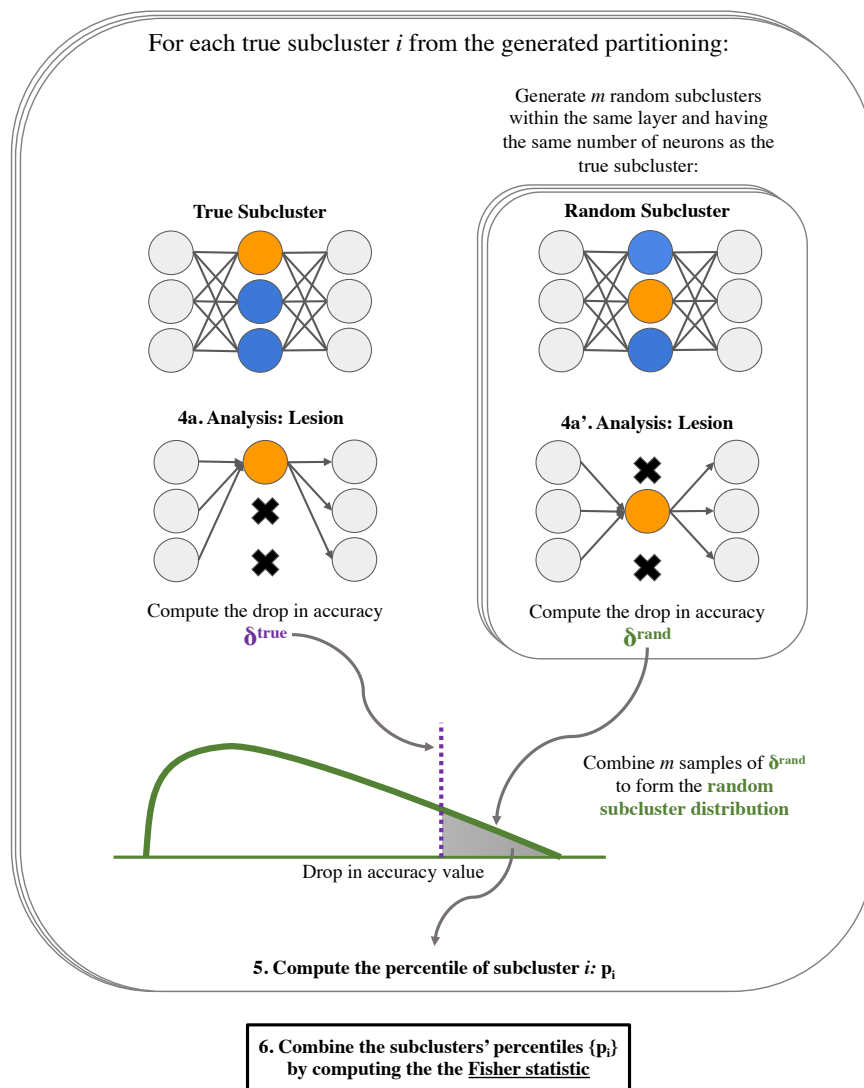 For each true subcluster i from the generated partitioning:
Generate m random subclusters
within the same layer and having
the same number of neurons as the
true subcluster:
True Subcluster
Random Subcluster
4a. Analysis: Lesion
4a’. Analysis: Lesion
Compute the drop in accuracy
δtrue
Compute the drop in accuracy
δrand
Combine m samples of δrand
to form the random
subcluster distribution
Drop in accuracy value
5. Compute the percentile of subcluster i: pi
6. Combine the subclusters’ percentiles {pi}
by computing the the Fisher statistic